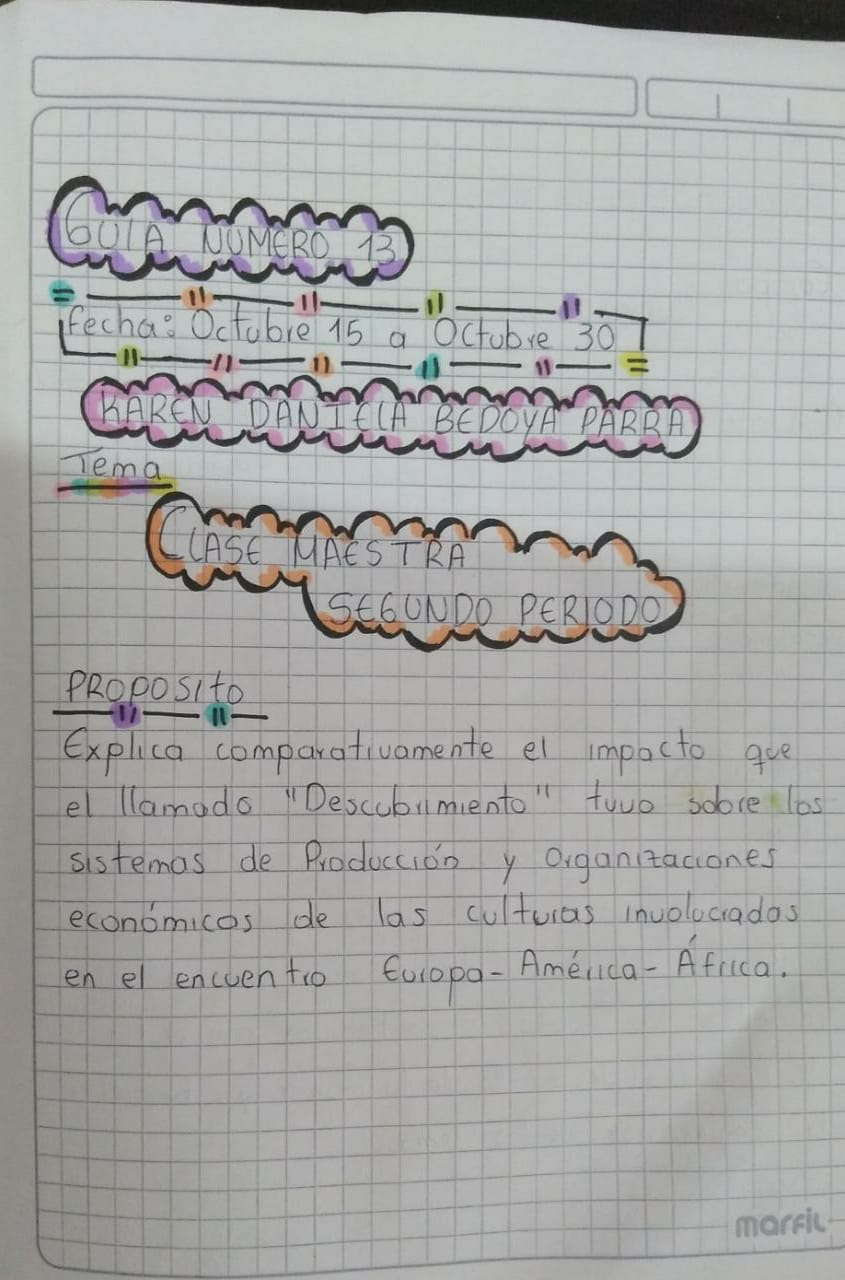 GUIA NUMERO 13
Fecha: Octubre 15 a Octubre 30
KAREN DANIELA BEDOYA PARRA
Tema
CLASE MAESTRA
SEGUNDO PERIODO
PROPOSITO
Explica comparativamente el impacto que
el llamado "Descubrimiento" tuvo sobre los
sistemas de Producción y Organizaciones
económicos de las culturas involucradas
en el encuentro Europa-América-África.
marfil